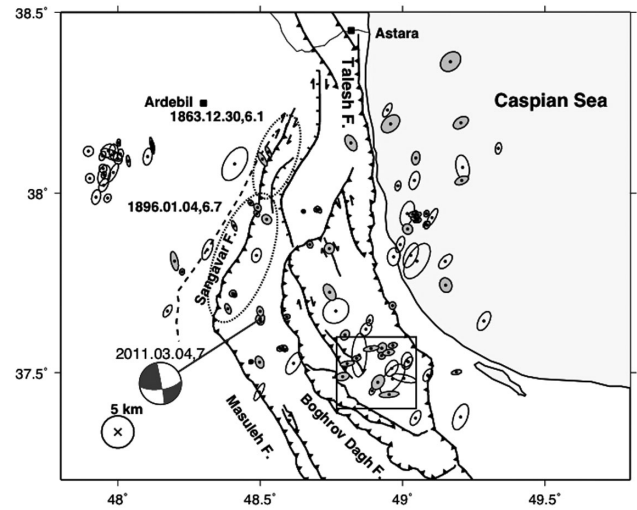 38.5˚
Astara
Talesh F.
Caspian Sea
Ardebil
1863.12.30,6.1
38˚
1896.01.04,6.7
Sangavar F.
2011.03.04,7
37.5˚
5 km
Masuleh F.
Boghrov Dagh F
48˚ 48.5˚ 49˚ 49.5˚